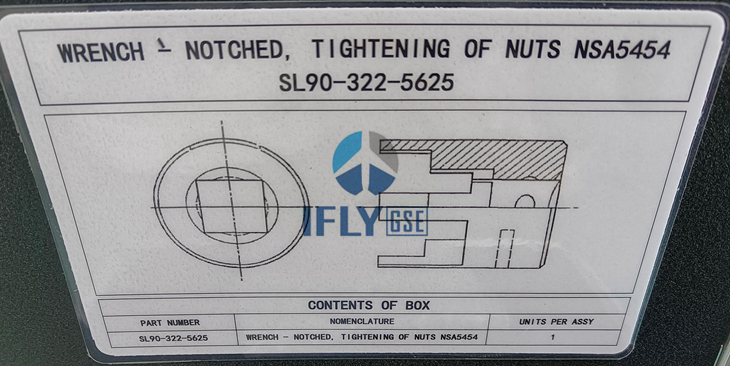 WRENCH - NOTCHED, TIGHTENING OF NUTS NSA5454
SL90-322-5625
IFLY GSE
CONTENTS OF BOX
PART NUMBER NOMENCLATURE UNITS PER ASSY
SL90-322-5625 WRENCH - NOTCHED, TIGHTENING OF NUTS NSA5454 1